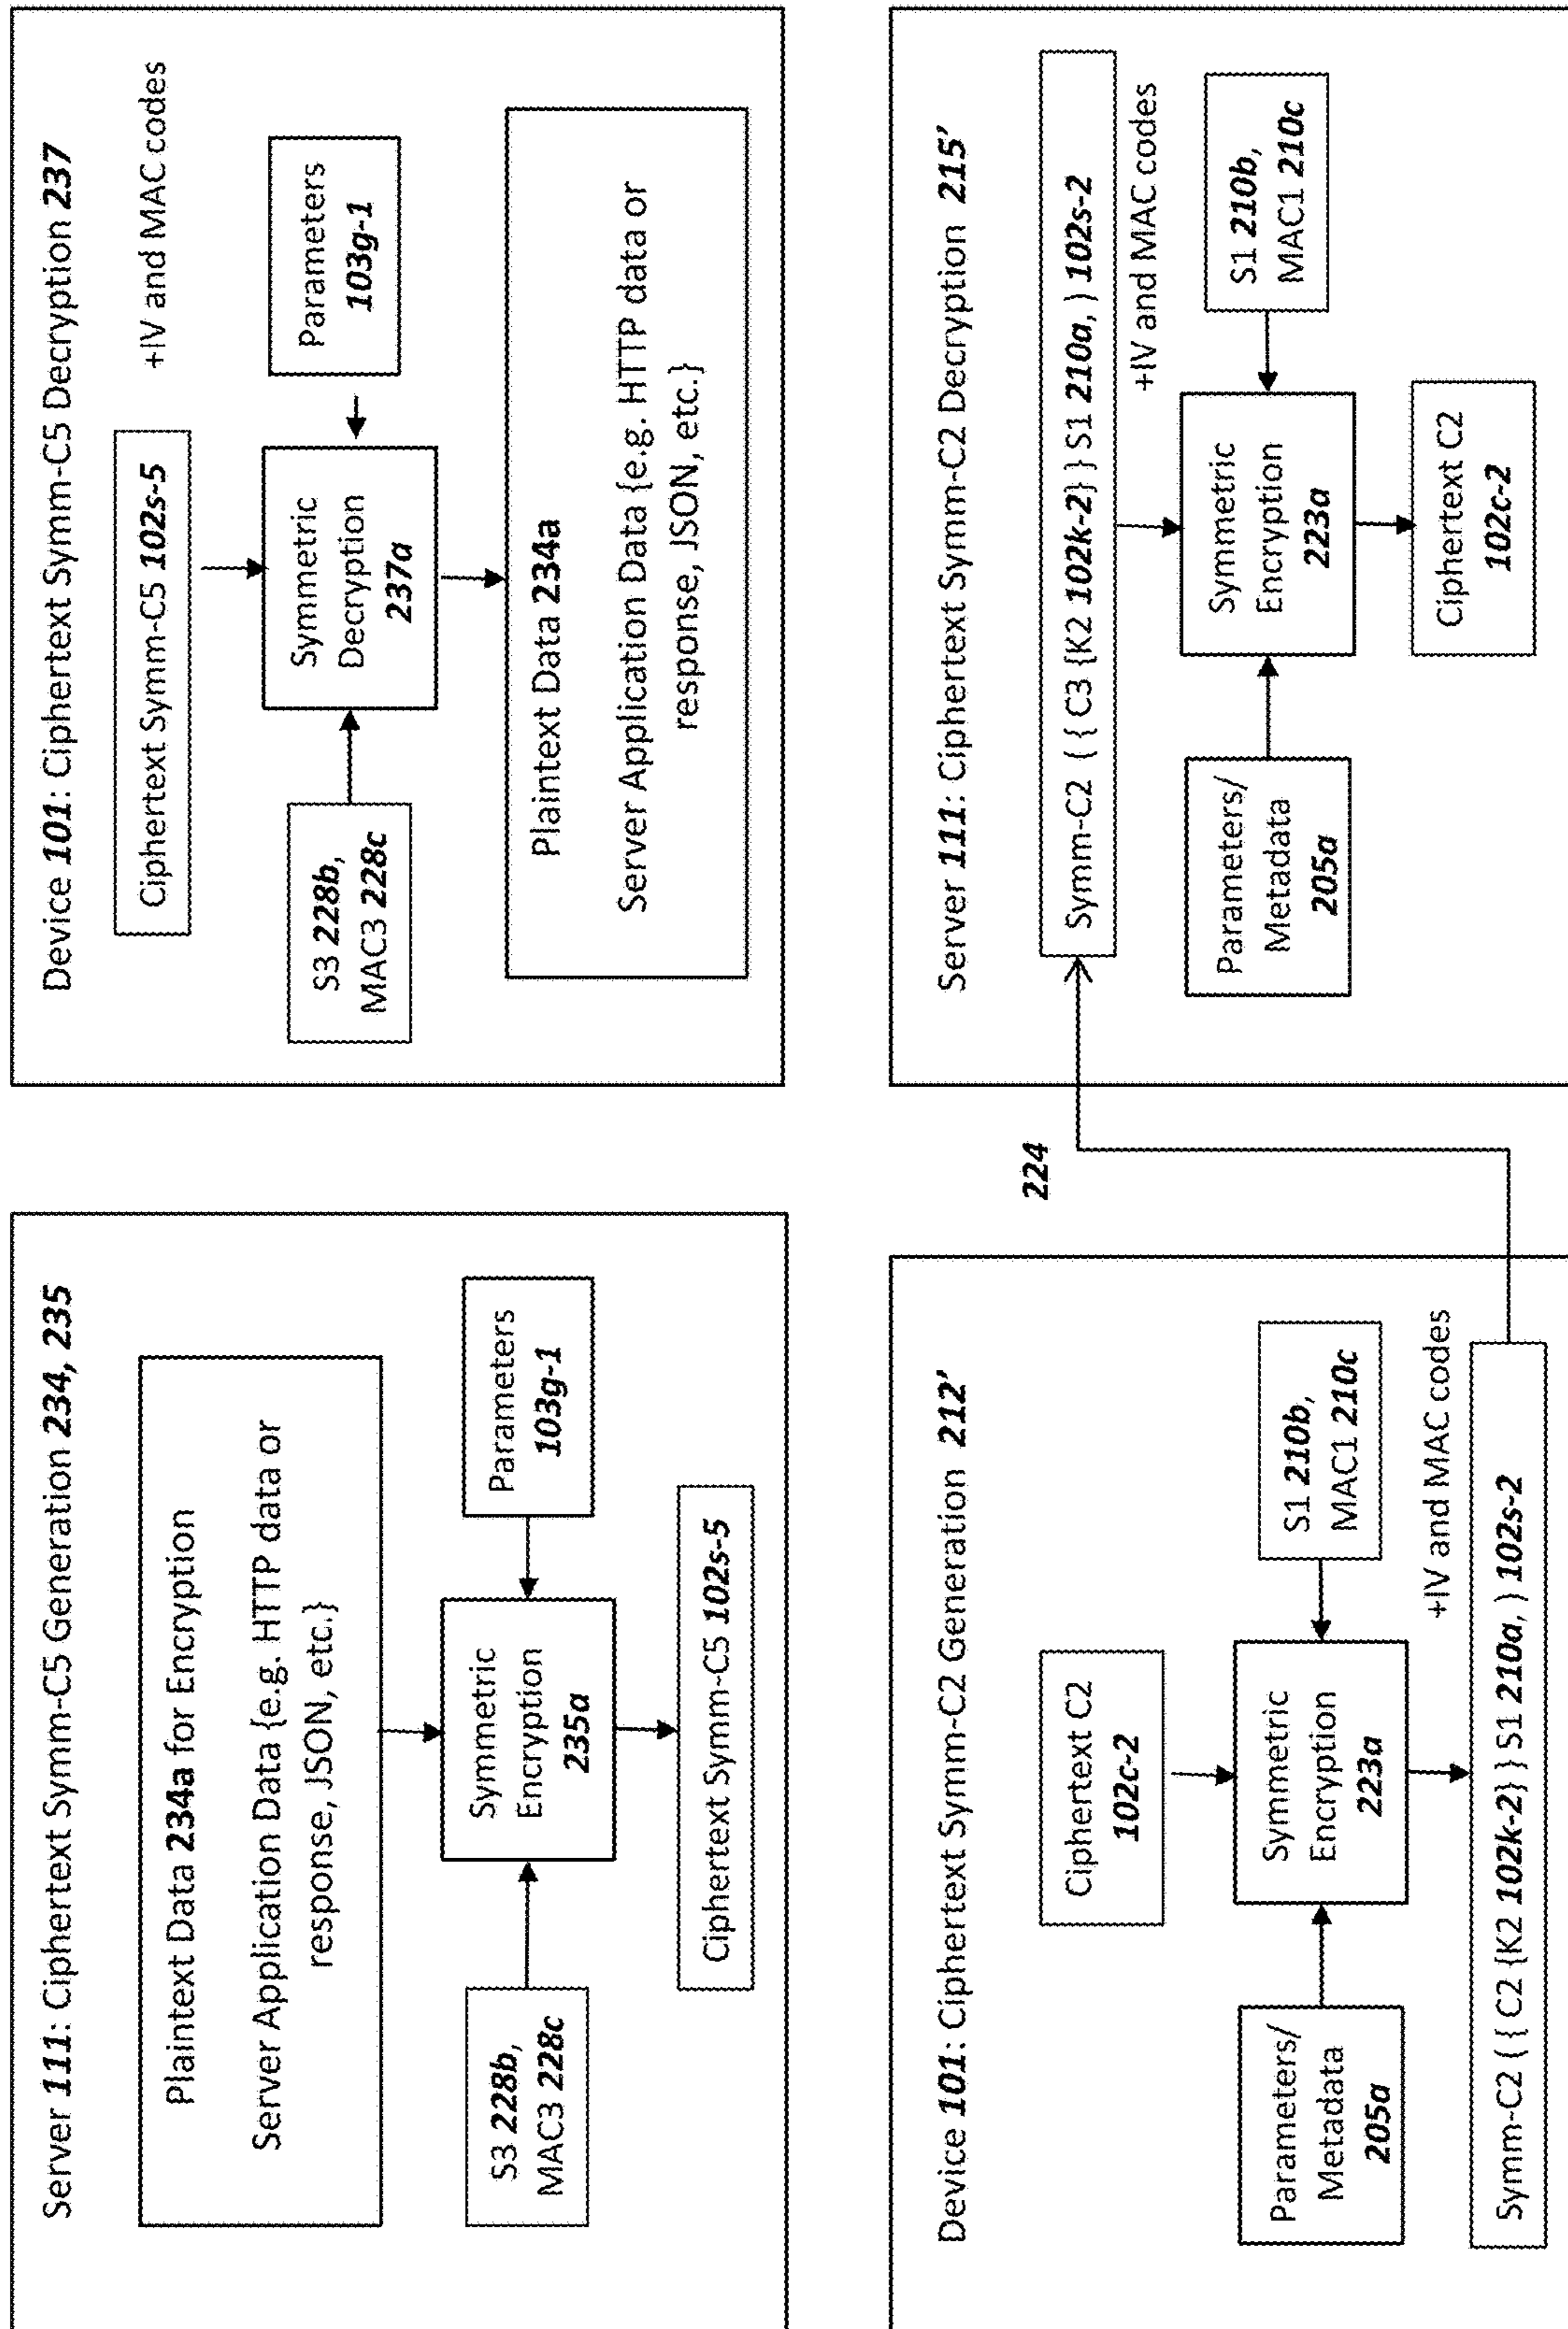 Server 111: Ciphertext Symm-C5 Generation 234, 235
Plaintext Data 234a for Encryption
Server Application Data {e.g. HTTP data or
response, JSON, etc.}
S3 228b,
MAC3 228c
Symmetric
Encryption
235a
Parameters
103g-1
Ciphertext Symm-C5 102s-5
Device 101: Ciphertext Symm-C5 Decryption 237
Ciphertext Symm-C5 102s-5
+IV and MAC codes
S3 228b,
MAC3 228c
Symmetric
Decryption
237a
Parameters
103g-1
Plaintext Data 234a
Server Application Data {e.g. HTTP data or
response, JSON, etc.}
Device 101: Ciphertext Symm-C2 Generation 212’
Ciphertext C2
102c-2
Parameters/
Metadata
205a
Symmetric
Encryption
223a
S1 210b,
MAC1 210c
+IV and MAC codes
Symm-C2 ( { C2 {K2 102k-2} } S1 210a, ) 102s-2
224
Server 111: Ciphertext Symm-C2 Decryption 215’
Symm-C2 ( { C3 {K2 102k-2} } S1 210a, ) 102s-2
+IV and MAC codes
Parameters/
Metadata
205a
Symmetric
Encryption
223a
S1 210b,
MAC1 210c
Ciphertext C2
102c-2